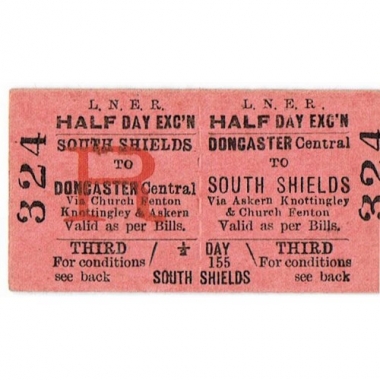 324
L. N. E. R.
HALF DAY EXC'N
SOUTH SHIELDS
TO
DONCASTER Central
Via Church Fenton
Knottingley & Askern
Valid as per Bills.
THIRD / ½
For conditions
see back
R
L. N. E. R.
HALF DAY EXC'N
DONCASTER Central
TO
SOUTH SHIELDS
Via Askern Knottingley
& Church Fenton
Valid as per Bills.
DAY \ THIRD
155 For conditions
see back
SOUTH SHIELDS
324